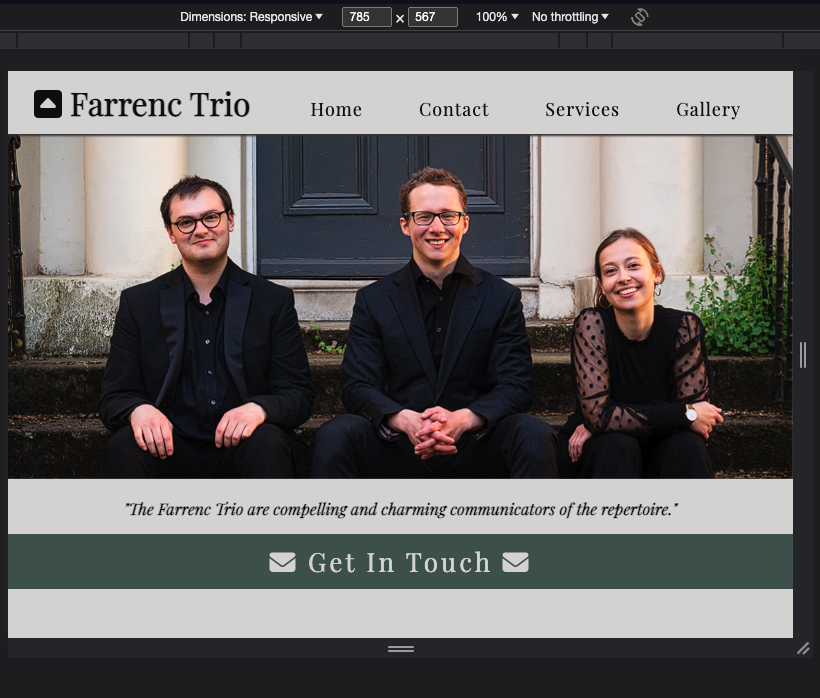 Dimensions: Responsive 785 × 567 100% No throttling
Farrenc Trio Home Contact Services Gallery
"The Farrenc Trio are compelling and charming communicators of the repertoire."
Get In Touch